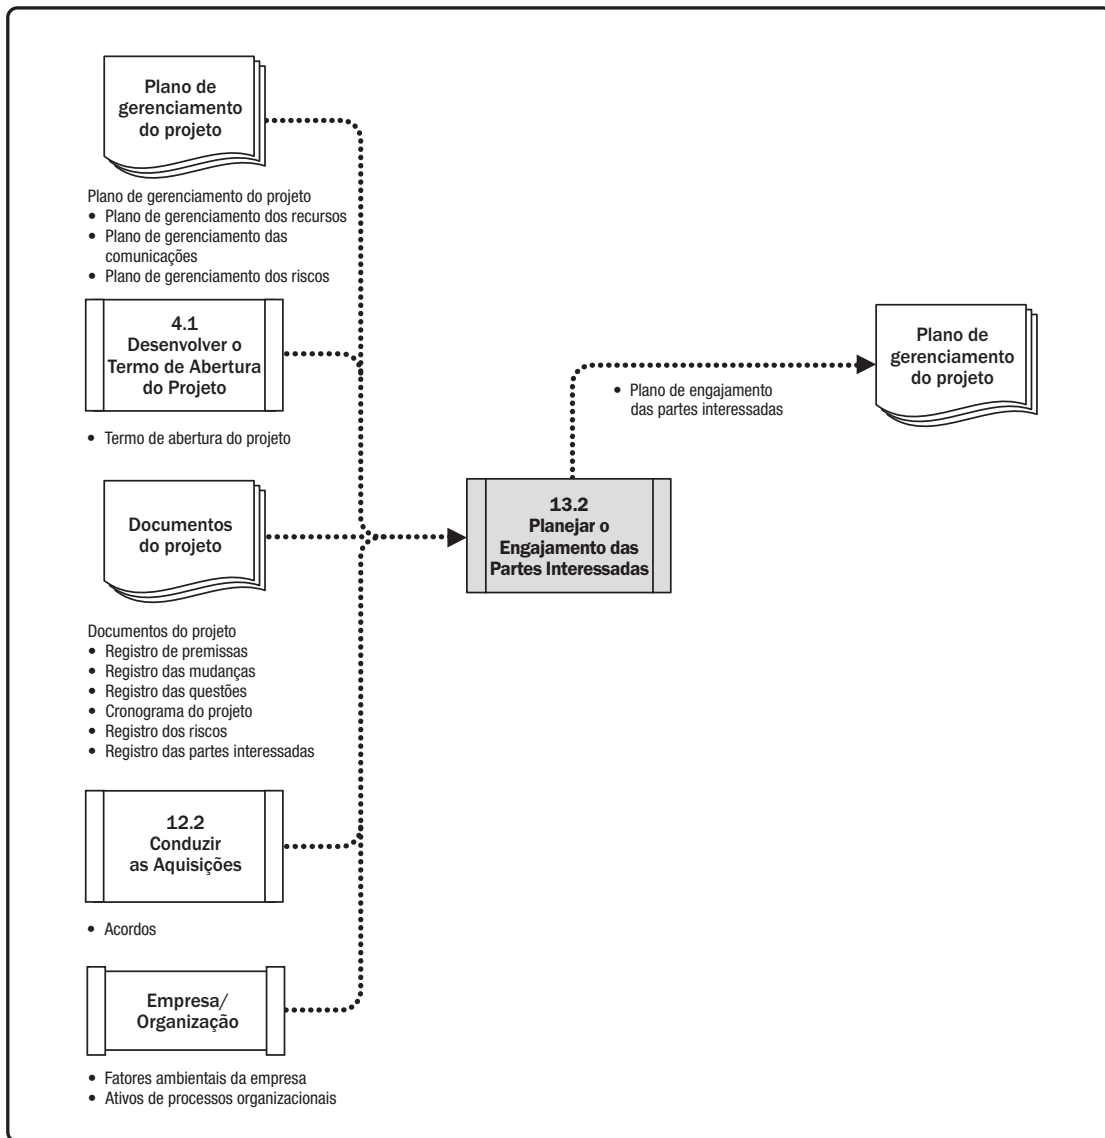 Plano de
gerenciamento
do projeto
Plano de gerenciamento do projeto
• Plano de gerenciamento dos recursos
• Plano de gerenciamento das
comunicações
• Plano de gerenciamento dos riscos
4.1
Desenvolver o
Termo de Abertura
do Projeto
• Termo de abertura do projeto
Documentos
do projeto
Documentos do projeto
• Registro de premissas
• Registro das mudanças
• Registro das questões
• Cronograma do projeto
• Registro dos riscos
• Registro das partes interessadas
12.2
Conduzir
as Aquisições
• Acordos
Empresa/
Organização
• Fatores ambientais da empresa
• Ativos de processos organizacionais
13.2
Planejar o
Engajamento das
Partes Interessadas
• Plano de engajamento
das partes interessadas
Plano de
gerenciamento
do projeto